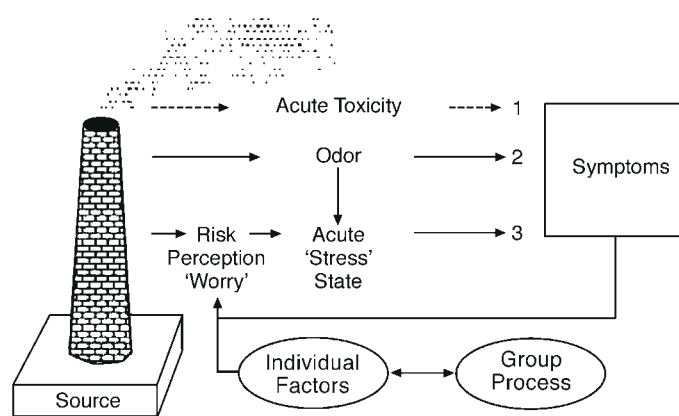 Acute Toxicity
1
Odor
2
Symptoms
Risk
Perception
'Worry'
Acute
'Stress'
State
3
Individual
Factors
Group
Process
Source